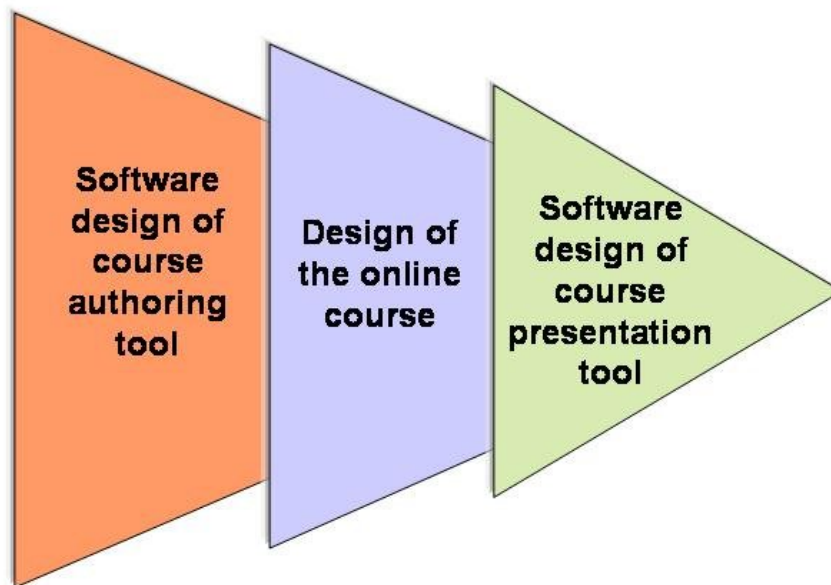 Software
design of
course
authoring
tool
Design of
the online
course
Software
design of
course
presentation
tool